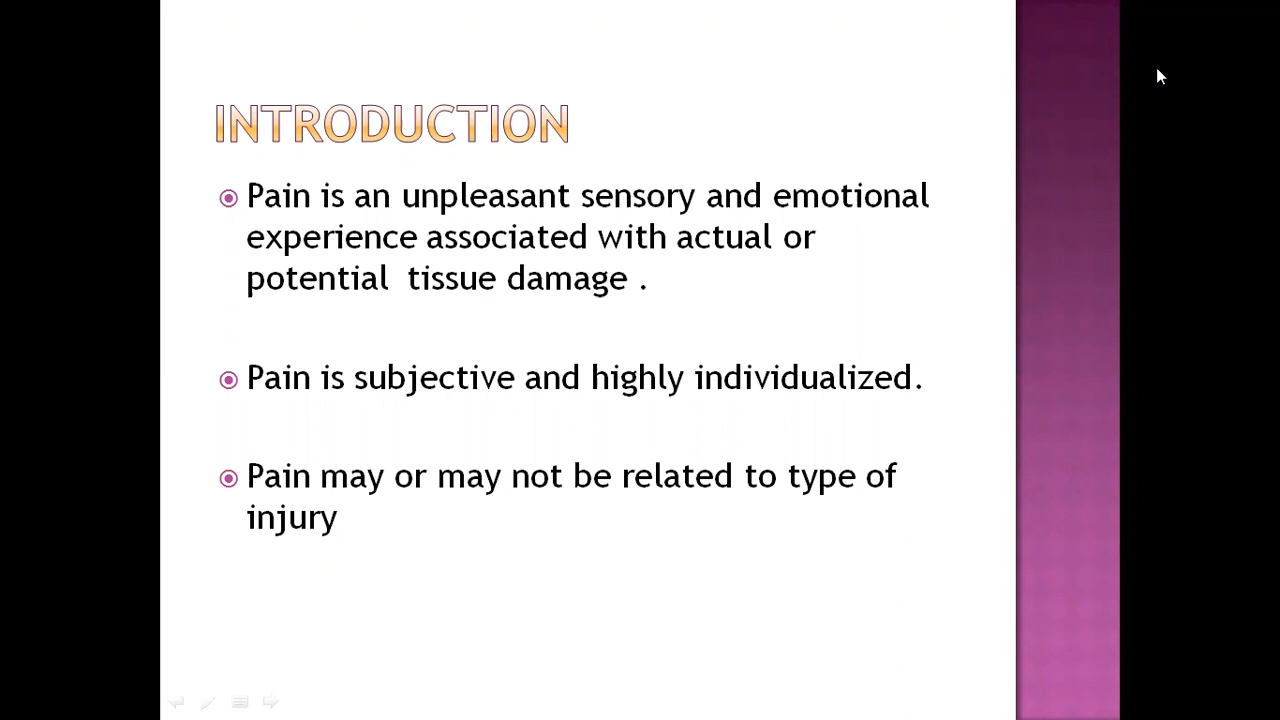 INTRODUCTION
Pain is an unpleasant sensory and emotional
experience associated with actual or
potential  tissue damage .
Pain is subjective and highly individualized.
Pain may or may not be related to type of
injury